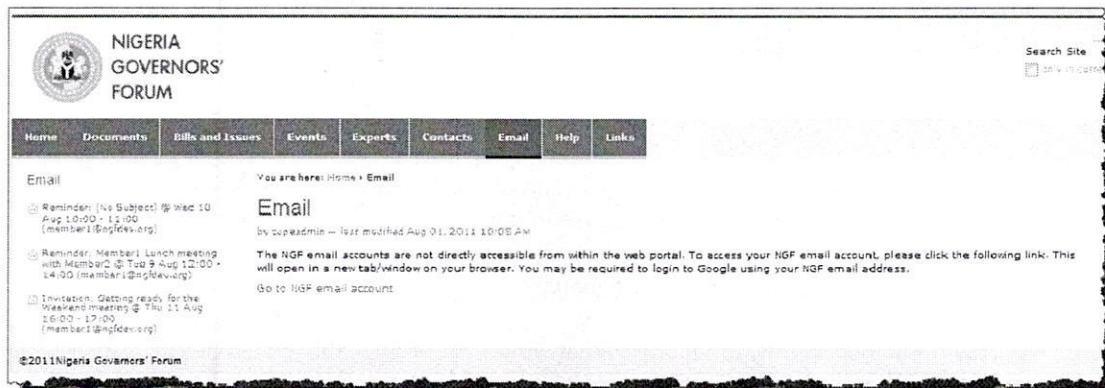 NIGERIA
GOVERNORS'
FORUM
Search Site
only in curre
Home Documents Bills and Issues Events Experts Contacts Email Help Links
Email
Reminder: (No Subject) @ Wed 10
Aug 10:00 - 11:00
(member1@ngfdev.org)
Reminder: Member1 Lunch meeting
with Member2 @ Tue 9 Aug 12:00 -
14:00 (member1@ngfdev.org)
Invitation: Getting ready for the
Weekend meeting @ Thu 11 Aug
16:00 - 17:00
(member1@ngfdev.org)
You are here: Home › Email
Email
by copeadmin — last modified Aug 01, 2011 10:08 AM
The NGF email accounts are not directly accessible from within the web portal. To access your NGF email account, please click the following link. This
will open in a new tab/window on your browser. You may be required to login to Google using your NGF email address.
Go to NGF email account
©2011Nigeria Governors' Forum